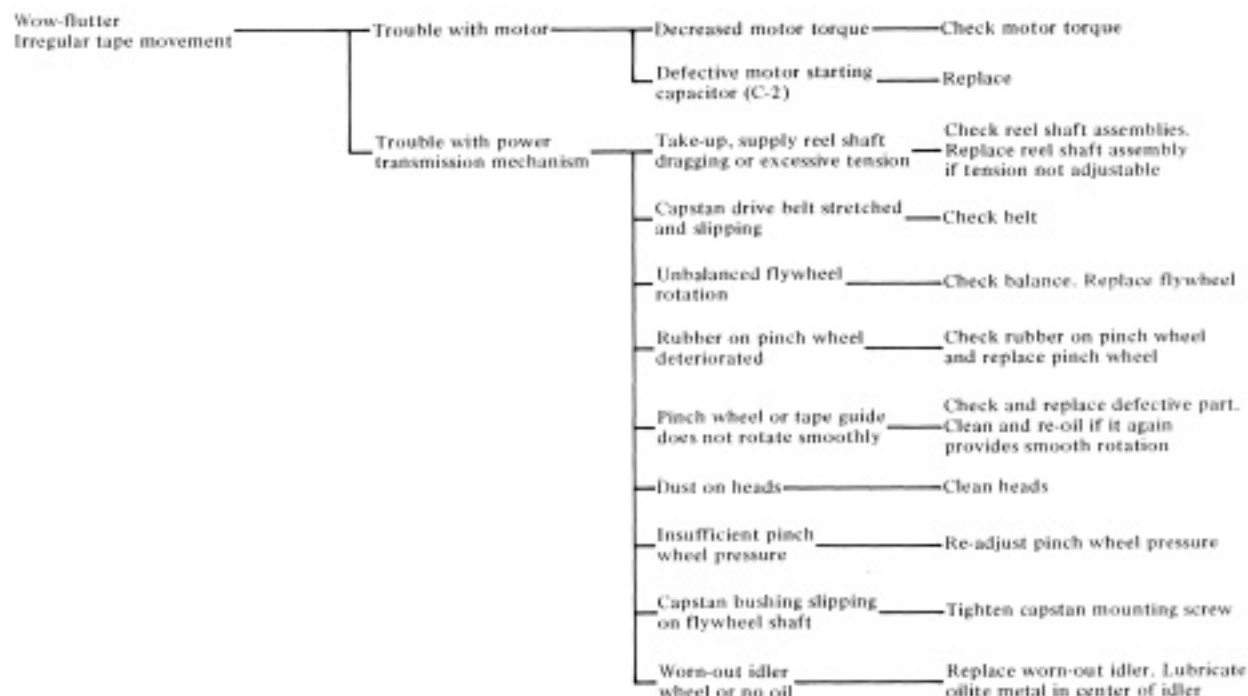 Wow-flutter
Irregular tape movement
Trouble with motor
Decreased motor torque
Check motor torque
Defective motor starting
capacitor (C-2)
Replace
Trouble with power
transmission mechanism
Take-up, supply reel shaft
dragging or excessive tension
Check reel shaft assemblies.
Replace reel shaft assembly
if tension not adjustable
Capstan drive belt stretched
and slipping
Check belt
Unbalanced flywheel
rotation
Check balance. Replace flywheel
Rubber on pinch wheel
deteriorated
Check rubber on pinch wheel
and replace pinch wheel
Pinch wheel or tape guide
does not rotate smoothly
Check and replace defective part.
Clean and re-oil if it again
provides smooth rotation
Dust on heads
Clean heads
Insufficient pinch
wheel pressure
Re-adjust pinch wheel pressure
Capstan bushing slipping
on flywheel shaft
Tighten capstan mounting screw
Worn-out idler
wheel or no oil
Replace worn-out idler. Lubricate
oilite metal in center of idler